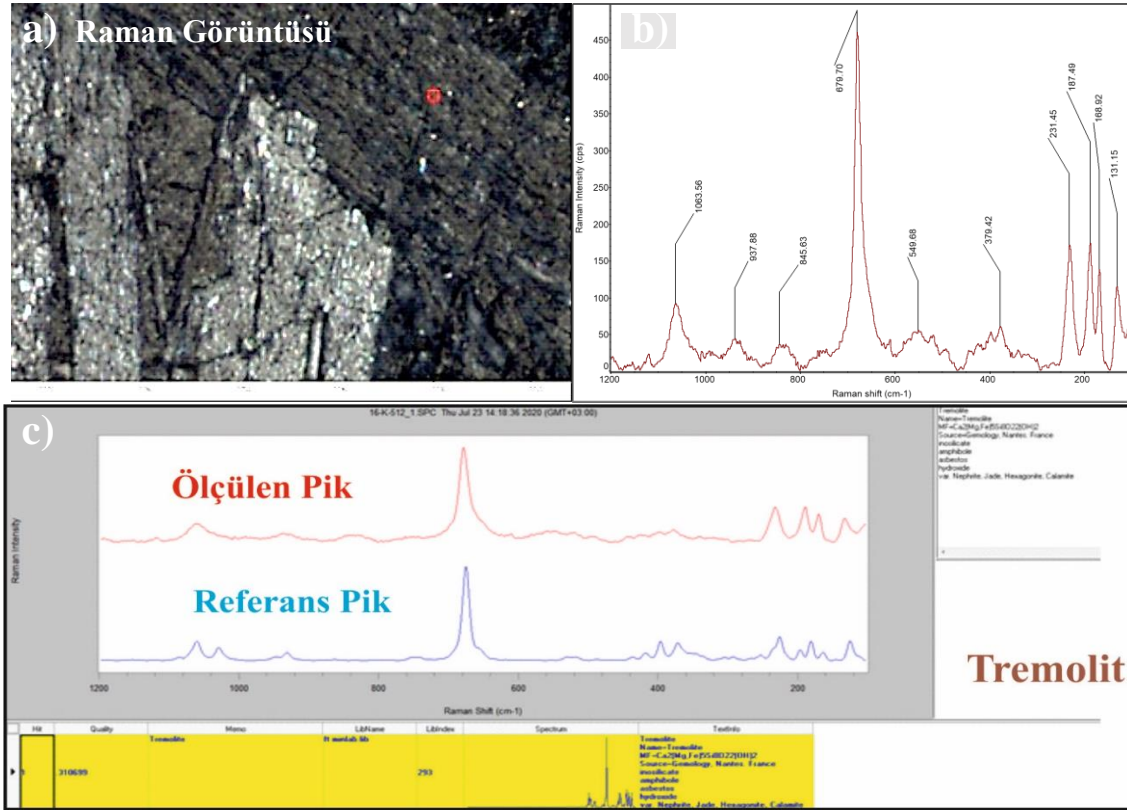 a) Raman Görüntüsü
b)
Raman Intensity (cps)
450
400
350
300
250
200
150
100
50
0
1063.56
937.88
845.63
679.70
549.68
379.42
231.45
187.49
168.92
131.15
1200
1000
800
600
400
200
Raman shift (cm-1)
c)
16-K-512_1.SPC Thu Jul 23 14:18:36 2020 (GMT+03:00)
Ölçülen Pik
Referans Pik
Raman Intensity
1200
1000
800
600
400
200
Raman Shift (cm-1)
Tremolite
Name=Tremolite
Source=Gemology, Nantes. France
inosilicate
amphibole
asbestos
hydroxide
var. Nephrite, Jade, Hexagonite, Calamite
Tremolit
Hit
Quality
Memo
LibName
LibIndex
Spectrum
TextInfo
1
310699
Tremolite
293
Tremolite
Name=Tremolite
Source=Gemology, Nantes. France
inosilicate
amphibole
asbestos
hydroxide
var. Nephrite, Jade, Hexagonite, Calamite